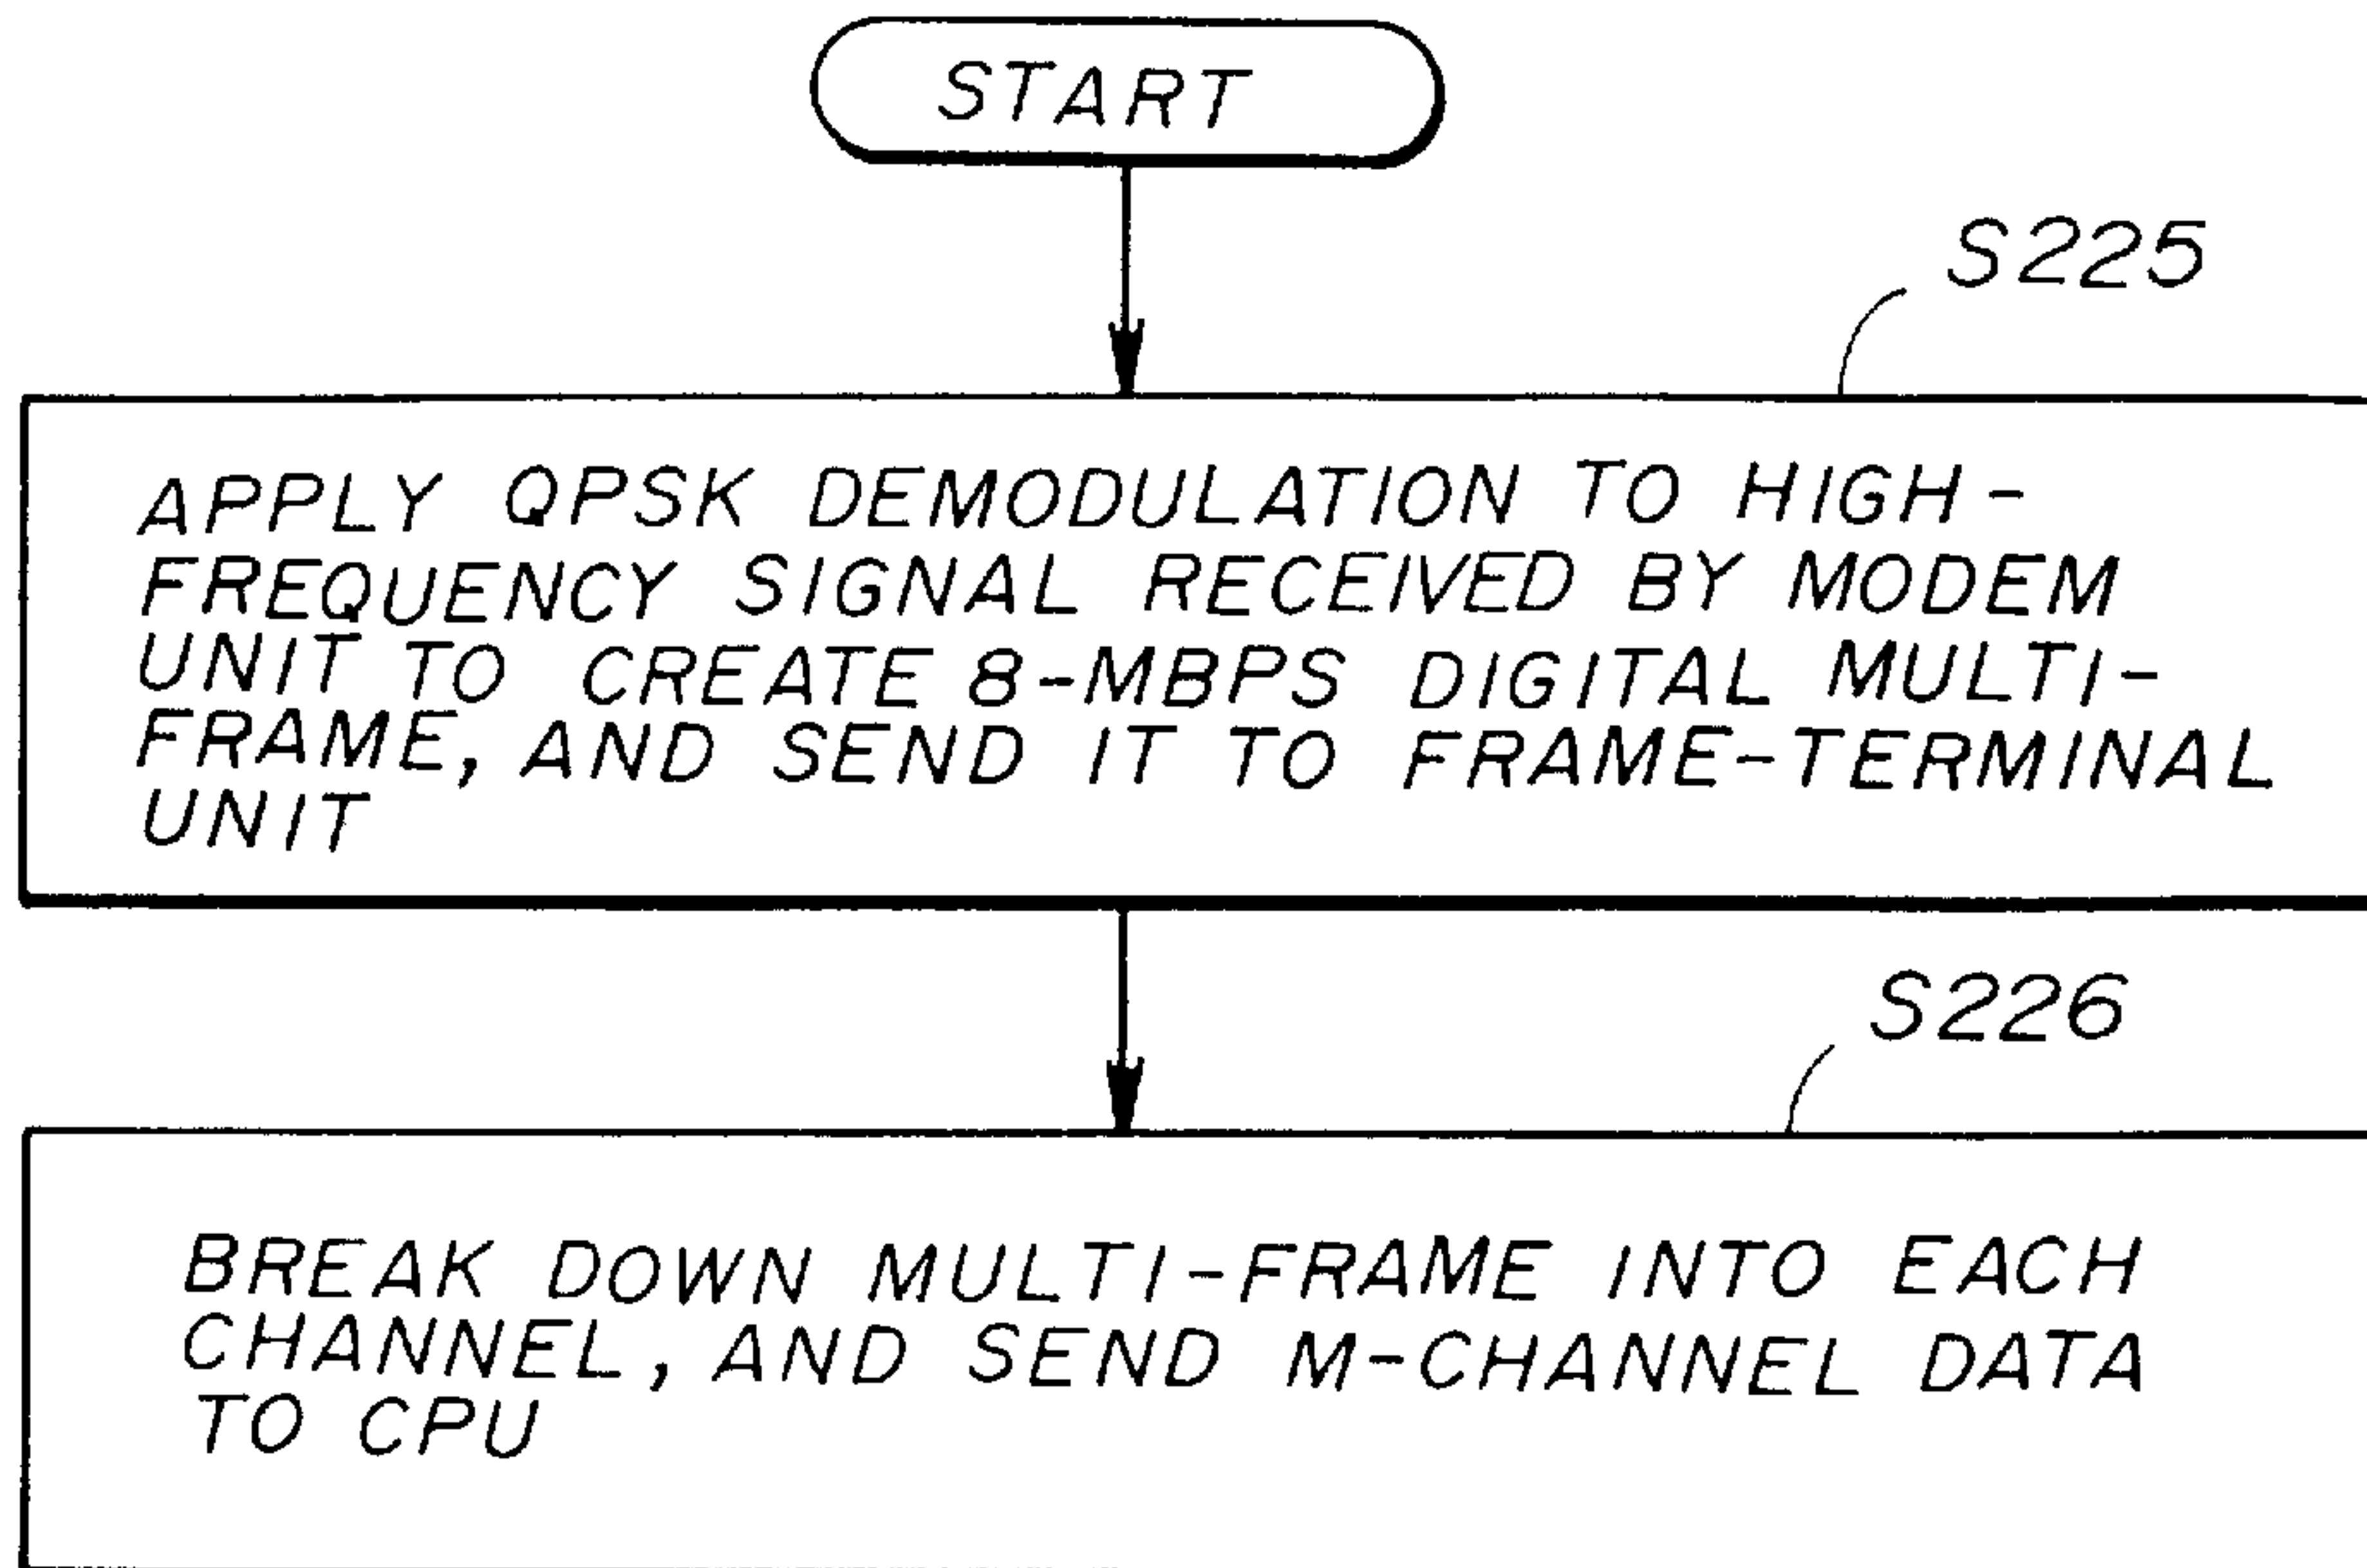 START
S225
APPLY QPSK DEMODULATION TO HIGH-
FREQUENCY SIGNAL RECEIVED BY MODEM
UNIT TO CREATE 8-MBPS DIGITAL MULTI-
FRAME, AND SEND IT TO FRAME-TERMINAL
UNIT
S226
BREAK DOWN MULTI-FRAME INTO EACH
CHANNEL, AND SEND M-CHANNEL DATA
TO CPU